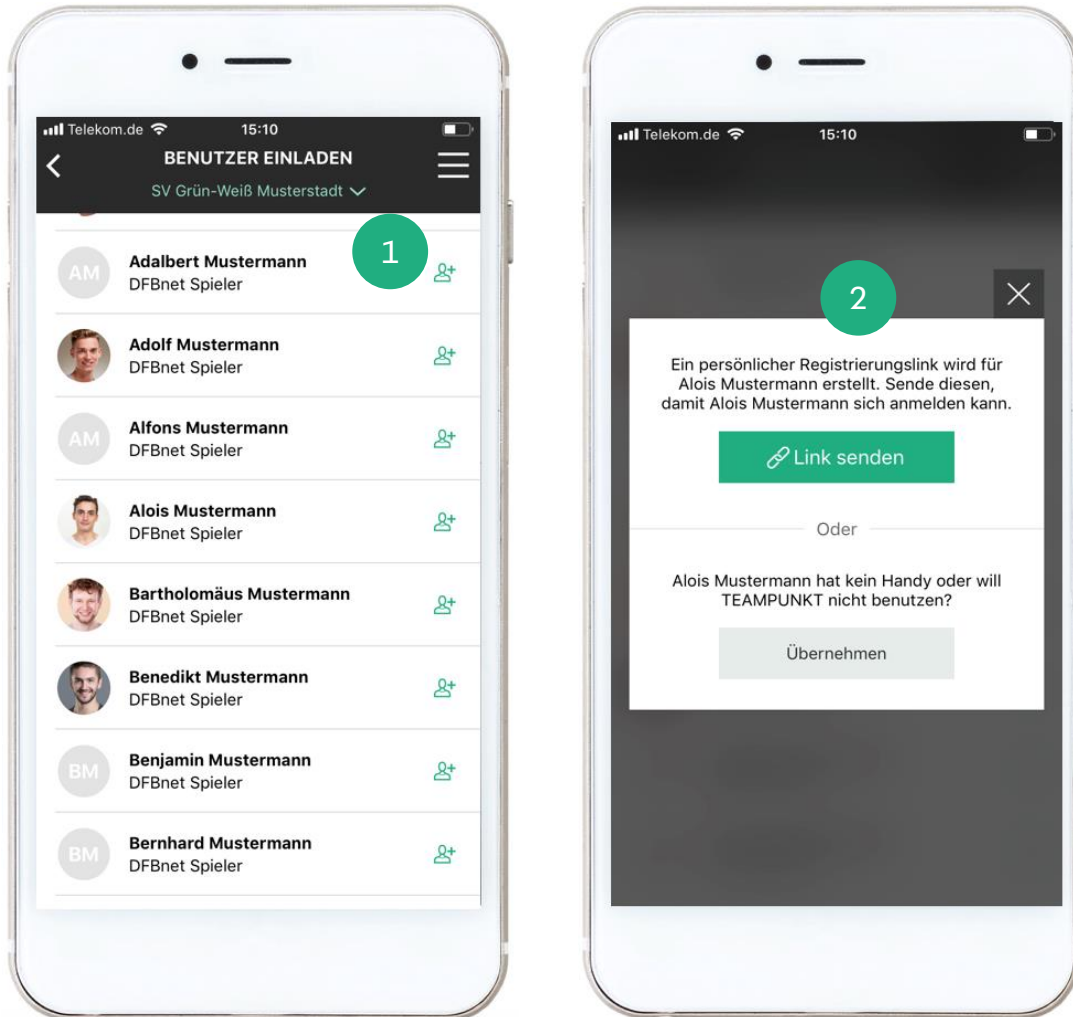 Telekom.de 15:10
BENUTZER EINLADEN
SV Grün-Weiß Musterstadt
1
AM
Adalbert Mustermann
DFBnet Spieler
Adolf Mustermann
DFBnet Spieler
AM
Alfons Mustermann
DFBnet Spieler
Alois Mustermann
DFBnet Spieler
Bartholomäus Mustermann
DFBnet Spieler
Benedikt Mustermann
DFBnet Spieler
BM
Benjamin Mustermann
DFBnet Spieler
BM
Bernhard Mustermann
DFBnet Spieler
Telekom.de 15:10
2
Ein persönlicher Registrierungslink wird für
Alois Mustermann erstellt. Sende diesen,
damit Alois Mustermann sich anmelden kann.
Link senden
Oder
Alois Mustermann hat kein Handy oder will
TEAMPUNKT nicht benutzen?
Übernehmen